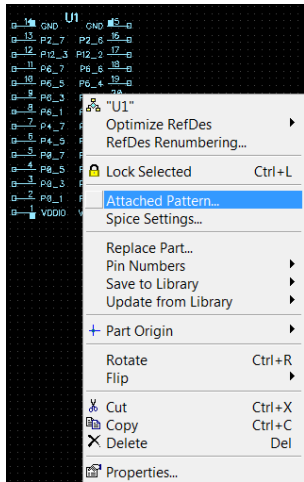 U1
14 GND GND 15
13 P2_7 P2_6 16
12 P12_3 P12_2 17
11 P6_7 P6_6 18
10 P6_5 P6_4 19
9 P6_3
8 P6_1
7 P4_7
6 P4_5
5 P0_7
4 P0_5
3 P0_3
2 P0_1
1 VDDIO
"U1"
Optimize RefDes
RefDes Renumbering...
Lock Selected Ctrl+L
Attached Pattern...
Spice Settings...
Replace Part...
Pin Numbers
Save to Library
Update from Library
Part Origin
Rotate Ctrl+R
Flip
Cut Ctrl+X
Copy Ctrl+C
Delete Del
Properties...